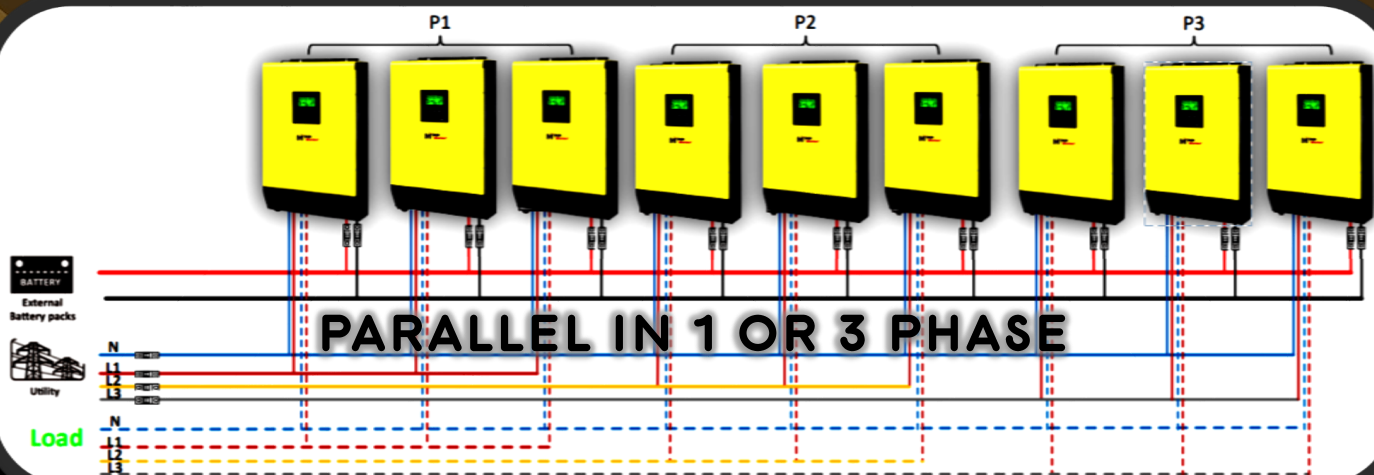 P1
P2
P3
BATTERY
External
Battery packs
PARALLEL IN 1 OR 3 PHASE
Utility
N
L1
L2
L3
Load
N
L1
L2
L3